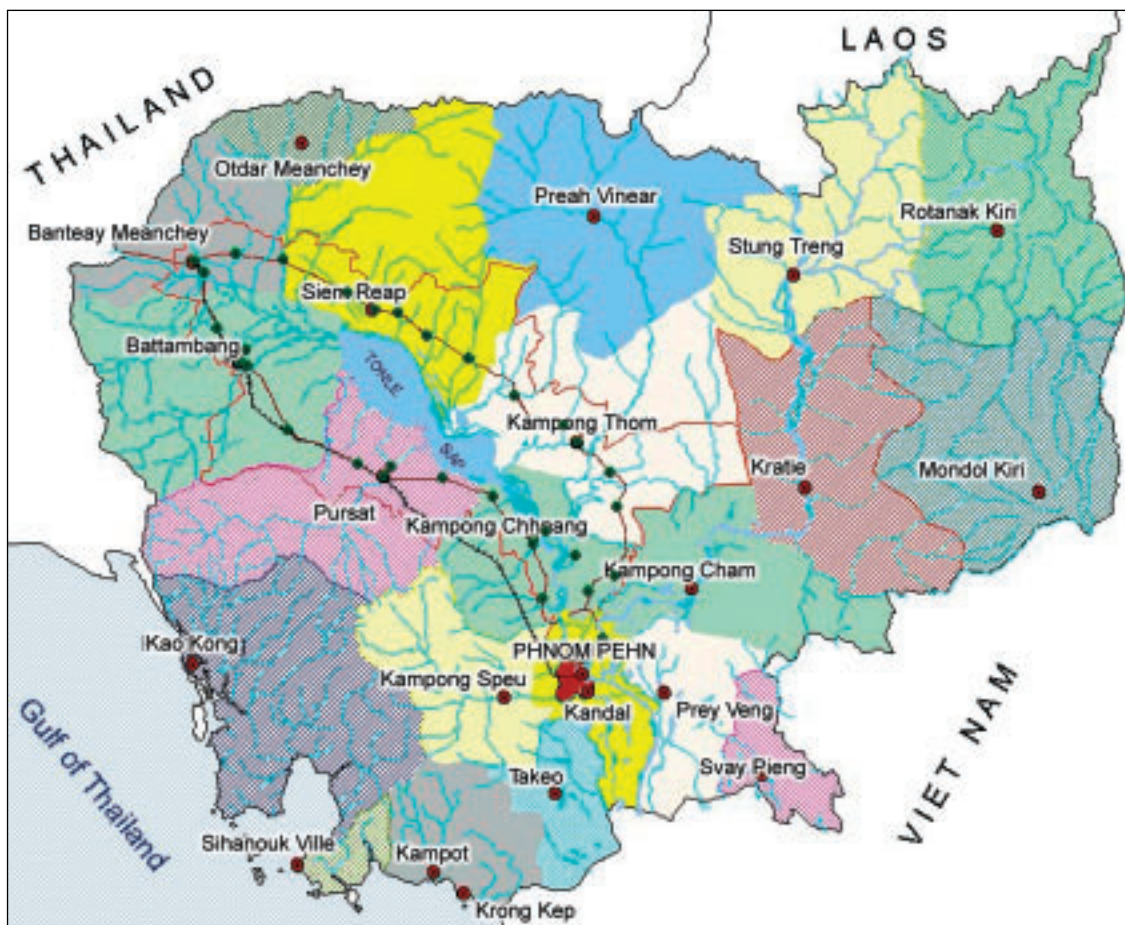 LAOS
THAILAND
Otdar Meanchey
Preah Vinear
Rotanak Kiri
Banteay Meanchey
Stung Treng
Siem Reap
Battambang
TONLE
SAP
Kampong Thom
Kratie
Mondol Kiri
Pursat
Kampong Chhnang
Kampong Cham
Kao Kong
PHNOM PEHN
Kampong Speu
Kandal
Prey Veng
Gulf of Thailand
Takeo
Svay Pieng
VIET NAM
Sihanouk Ville
Kampot
Krong Kep